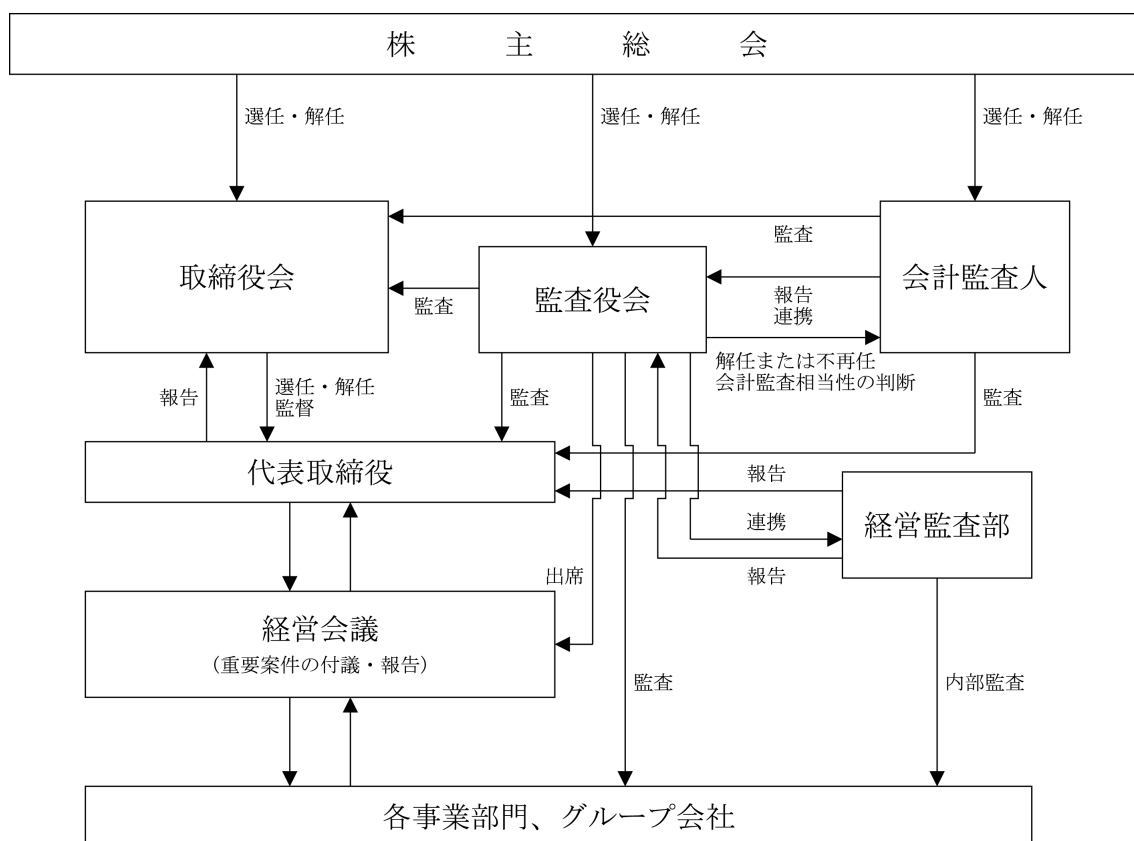 株主総会
選任・解任
選任・解任
選任・解任
取締役会
監査役会
会計監査人
監査
監査
報告
連携
解任または不再任
会計監査相当性の判断
報告
選任・解任
監督
監査
監査
代表取締役
報告
経営監査部
連携
報告
出席
経営会議
（重要案件の付議・報告）
監査
内部監査
各事業部門、グループ会社